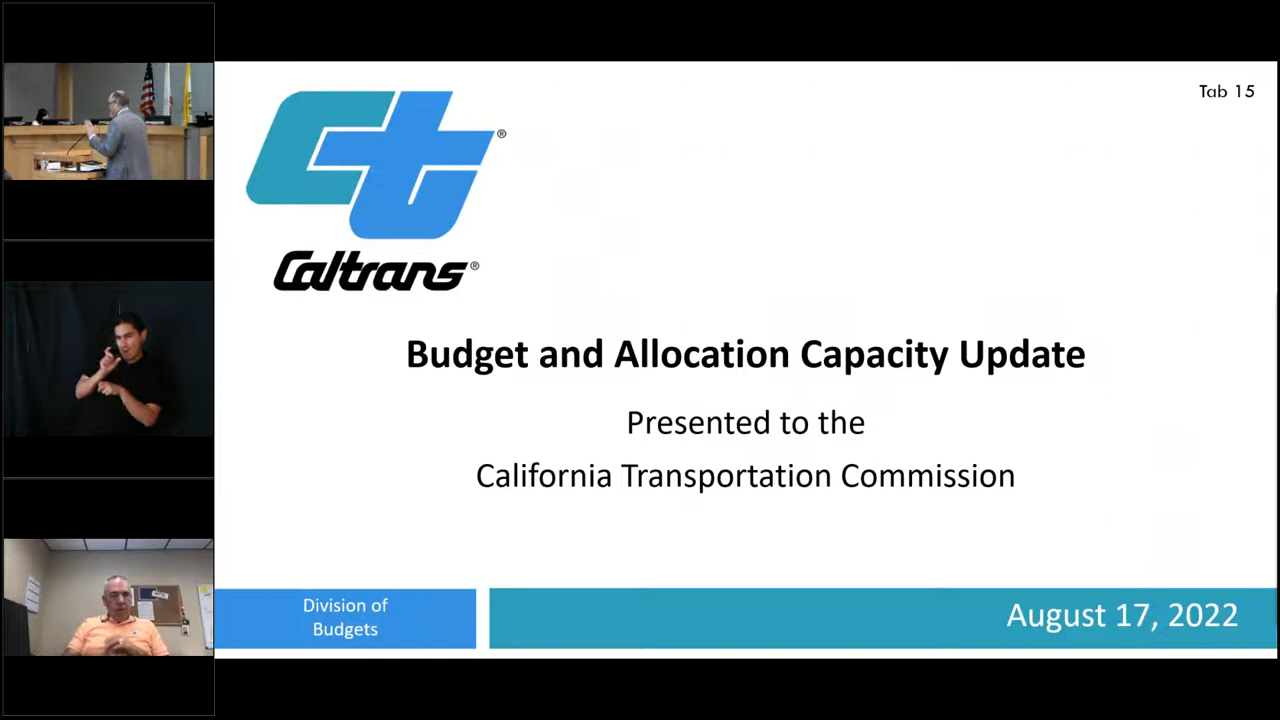 Tab 15
Ct®
Caltrans®
Budget and Allocation Capacity Update
Presented to the
California Transportation Commission
Division of
Budgets
August 17, 2022